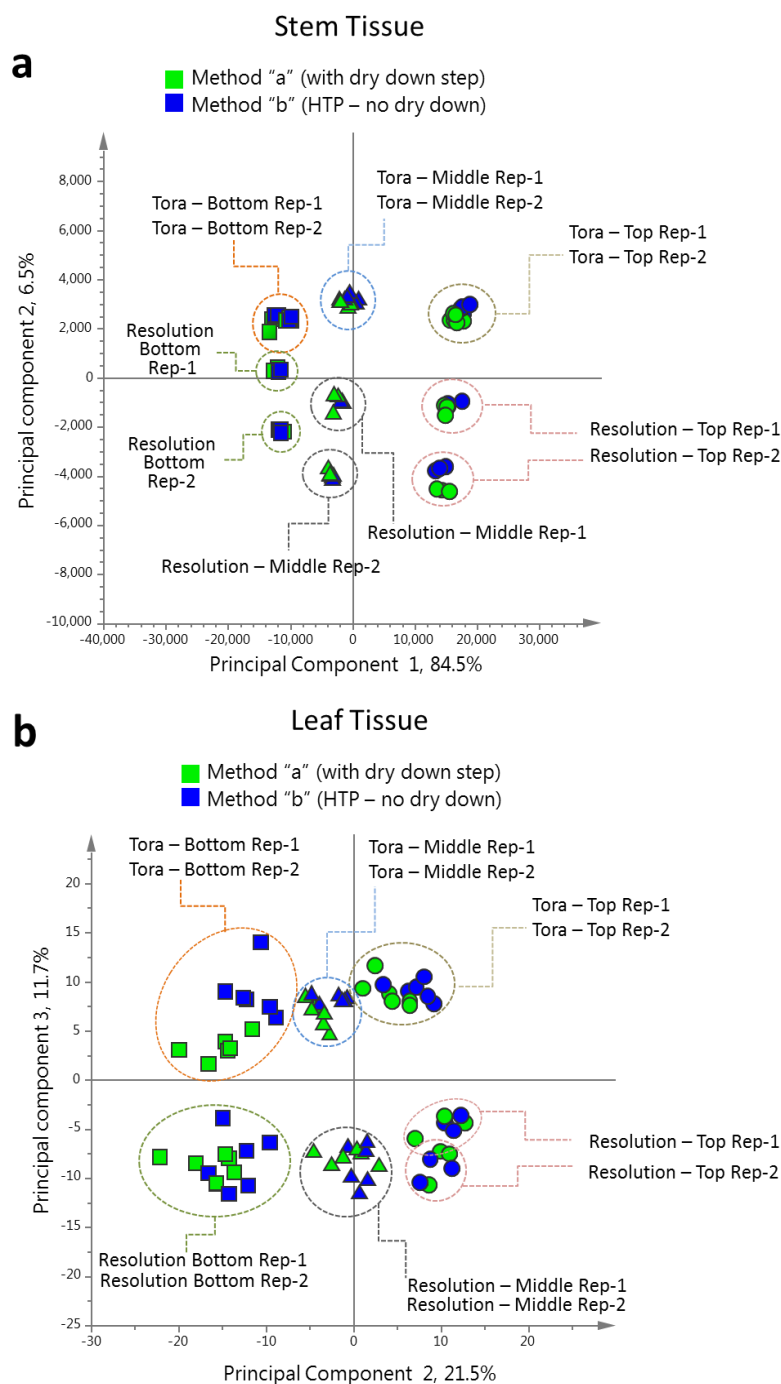 Stem Tissue
a
Method "a" (with dry down step)
Method "b" (HTP – no dry down)
Tora – Bottom Rep-1
Tora – Bottom Rep-2
Tora – Middle Rep-1
Tora – Middle Rep-2
Tora – Top Rep-1
Tora – Top Rep-2
Resolution
Bottom
Rep-1
Resolution
Bottom
Rep-2
Resolution – Top Rep-1
Resolution – Top Rep-2
Resolution – Middle Rep-1
Resolution – Middle Rep-2
Principal component 2, 6.5%
8,000
6,000
4,000
2,000
0
-2,000
-4,000
-6,000
-8,000
-10,000
-40,000
-30,000
-20,000
-10,000
0
10,000
20,000
30,000
Principal Component 1, 84.5%
Leaf Tissue
b
Method "a" (with dry down step)
Method "b" (HTP – no dry down)
Tora – Bottom Rep-1
Tora – Bottom Rep-2
Tora – Middle Rep-1
Tora – Middle Rep-2
Tora – Top Rep-1
Tora – Top Rep-2
Resolution – Top Rep-1
Resolution – Top Rep-2
Resolution Bottom Rep-1
Resolution Bottom Rep-2
Resolution – Middle Rep-1
Resolution – Middle Rep-2
Principal component 3, 11.7%
20
15
10
5
0
-5
-10
-15
-20
-25
-30
-20
-10
0
10
20
Principal Component 2, 21.5%